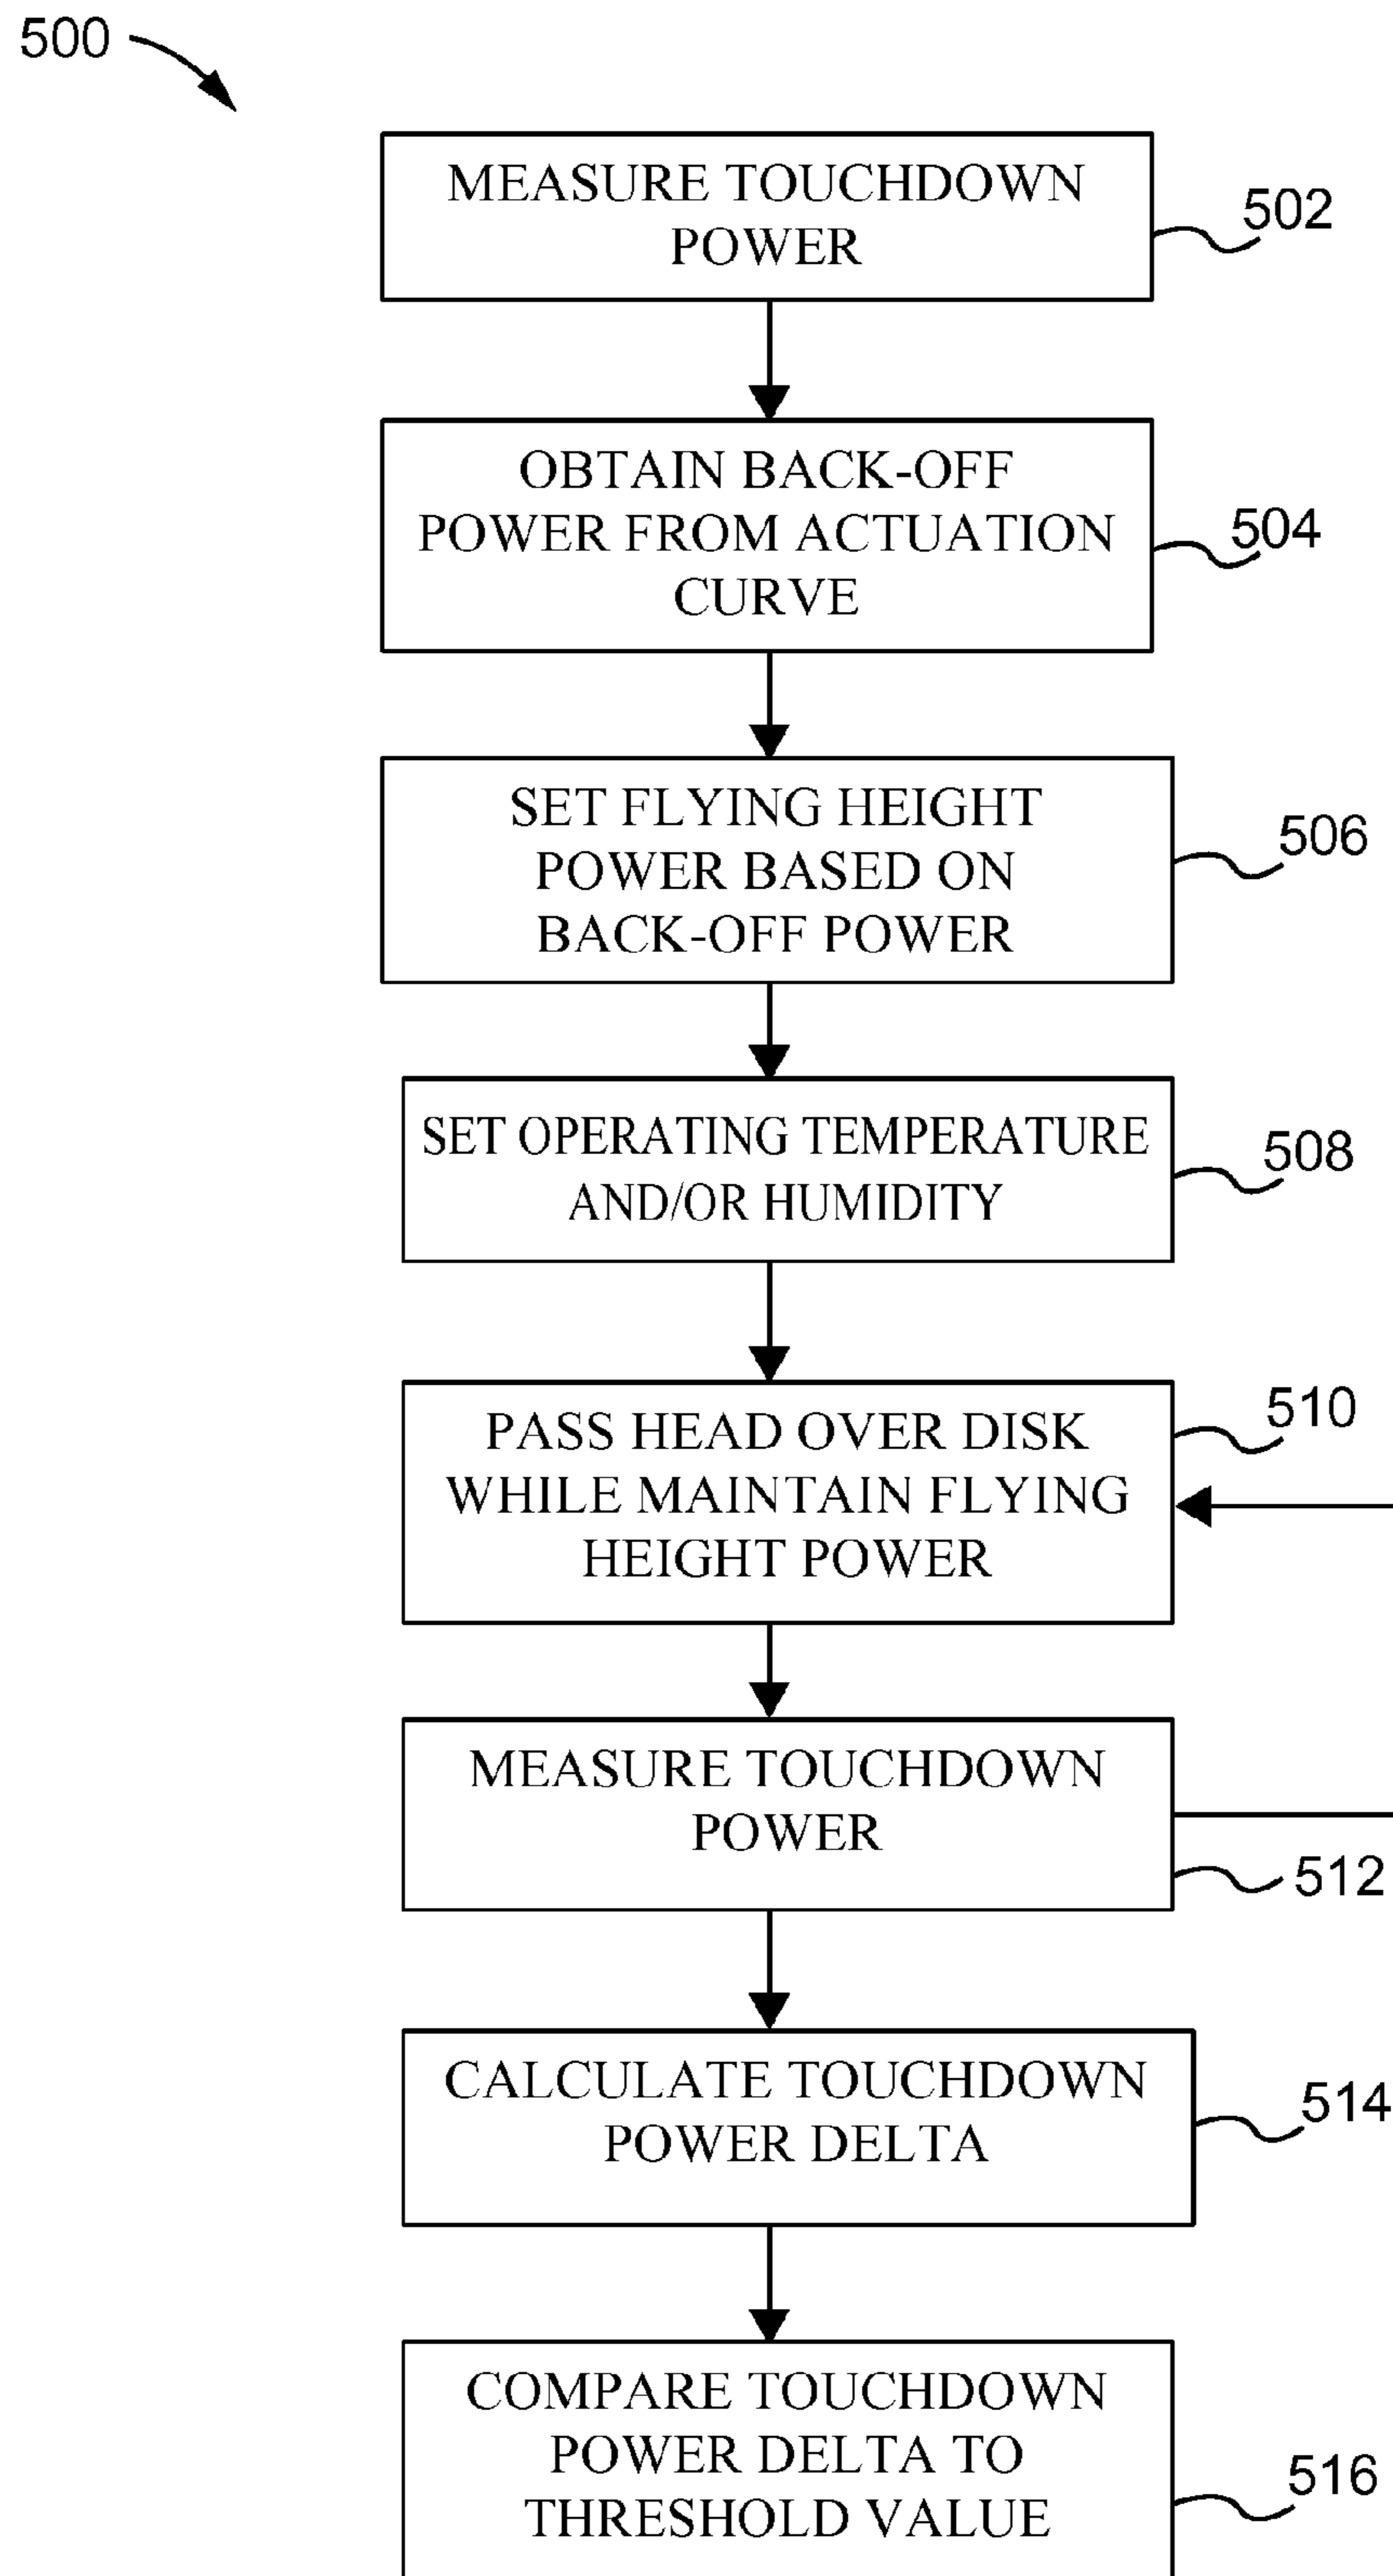 500
MEASURE TOUCHDOWN
POWER
502
OBTAIN BACK-OFF
POWER FROM ACTUATION
CURVE
504
SET FLYING HEIGHT
POWER BASED ON
BACK-OFF POWER
506
SET OPERATING TEMPERATURE
AND/OR HUMIDITY
508
PASS HEAD OVER DISK
WHILE MAINTAIN FLYING
HEIGHT POWER
510
MEASURE TOUCHDOWN
POWER
512
CALCULATE TOUCHDOWN
POWER DELTA
514
COMPARE TOUCHDOWN
POWER DELTA TO
THRESHOLD VALUE
516